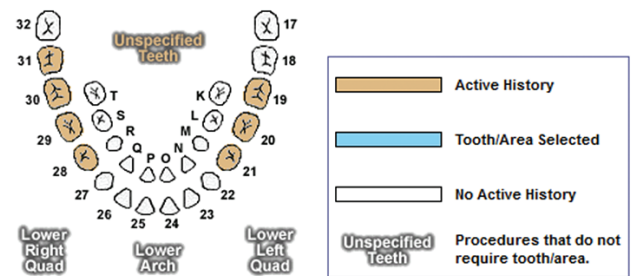 32
17
Unspecified
Teeth
31
18
30
T
K
19
S
L
29
R
M
20
Q
P
O
N
28
21
27
22
26
25
24
23
Lower
Right
Quad
Lower
Arch
Lower
Left
Quad
Active History
Tooth/Area Selected
No Active History
Unspecified
Teeth
Procedures that do not
require tooth/area.